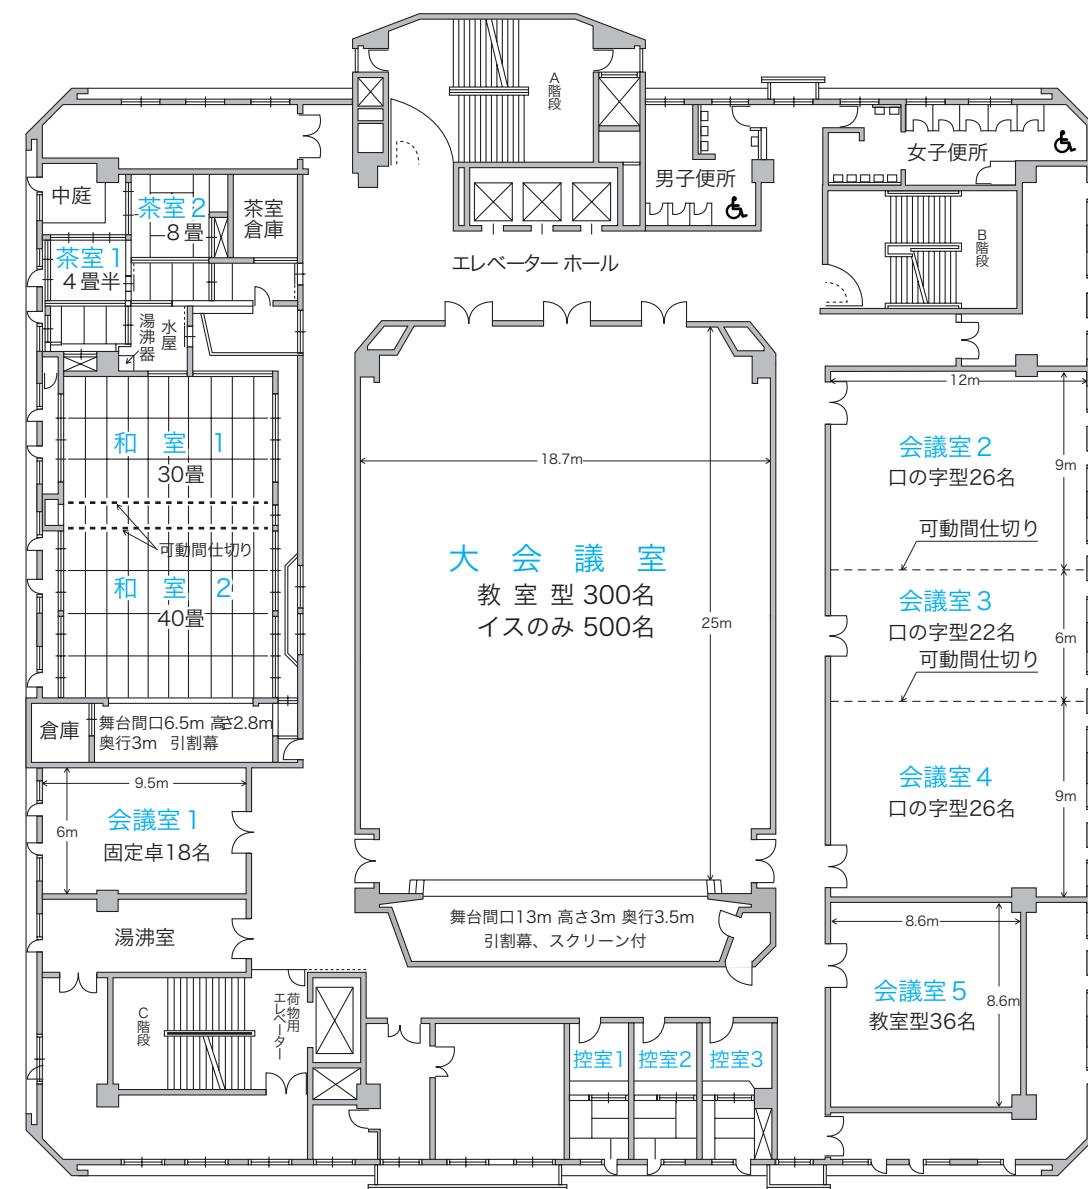 A階段
男子便所
女子便所
B階段
中庭
茶室2
8畳
茶室
倉庫
茶室1
4畳半
湯沸器
水屋
エレベーター ホール
和 室 1
30畳
可動間仕切り
和 室 2
40畳
倉庫
舞台間口6.5m 高さ2.8m
奥行3m 引割幕
18.7m
大 会 議 室
教 室 型 300名
イスのみ 500名
25m
舞台間口13m 高さ3m 奥行3.5m
引割幕、スクリーン付
12m
会議室2
口の字型26名
9m
可動間仕切り
会議室3
口の字型22名
6m
可動間仕切り
会議室4
口の字型26名
9m
9.5m
6m
会議室1
固定卓18名
湯沸室
C階段
荷物用
エレベーター
控室1
控室2
控室3
8.6m
会議室5
8.6m
教室型36名